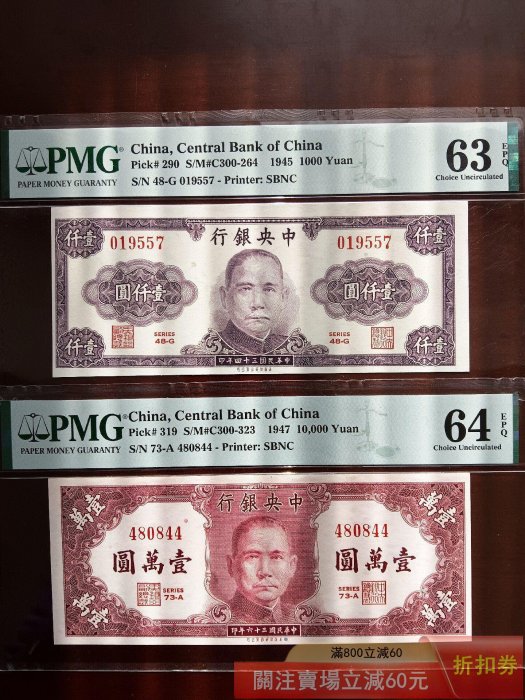 PMG
PAPER MONEY GUARANTY
China, Central Bank of China
Pick# 290 S/M#C300-264 1945 1000 Yuan
S/N 48-G 019557 - Printer: SBNC
63 EPQ
Choice Uncirculated
壹仟
行銀央中
壹仟
019557
019557
圓仟壹
圓仟壹
SERIES
48-G
SERIES
48-G
壹仟
印年四十三國民華中
壹仟
PMG
PAPER MONEY GUARANTY
China, Central Bank of China
Pick# 319 S/M#C300-323 1947 10,000 Yuan
S/N 73-A 480844 - Printer: SBNC
64 EPQ
Choice Uncirculated
壹萬
行銀央中
壹萬
480844
480844
圓萬壹
圓萬壹
SERIES
73-A
SERIES
73-A
壹萬
印年六十三國民華中
壹萬
滿800立減60
關注賣場立減60元
折扣券